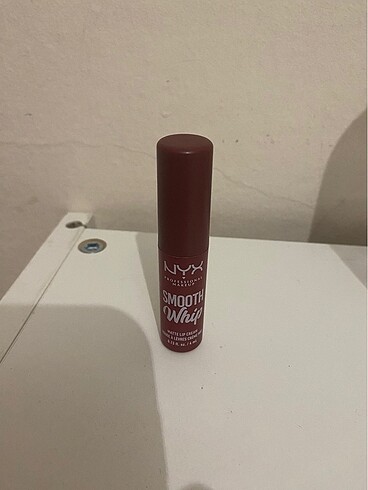 NYX
PROFESSIONAL
MAKEUP
SMOOTH
Whip
MATTE LIP CREAM